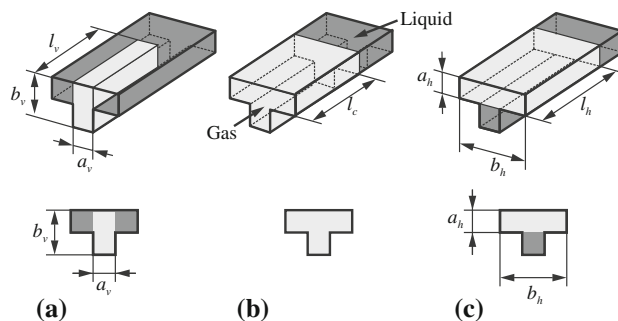 l_v
b_v
a_v
Gas
Liquid
l_c
a_h
l_h
b_h
b_v
a_v
a_h
b_h
(a)
(b)
(c)